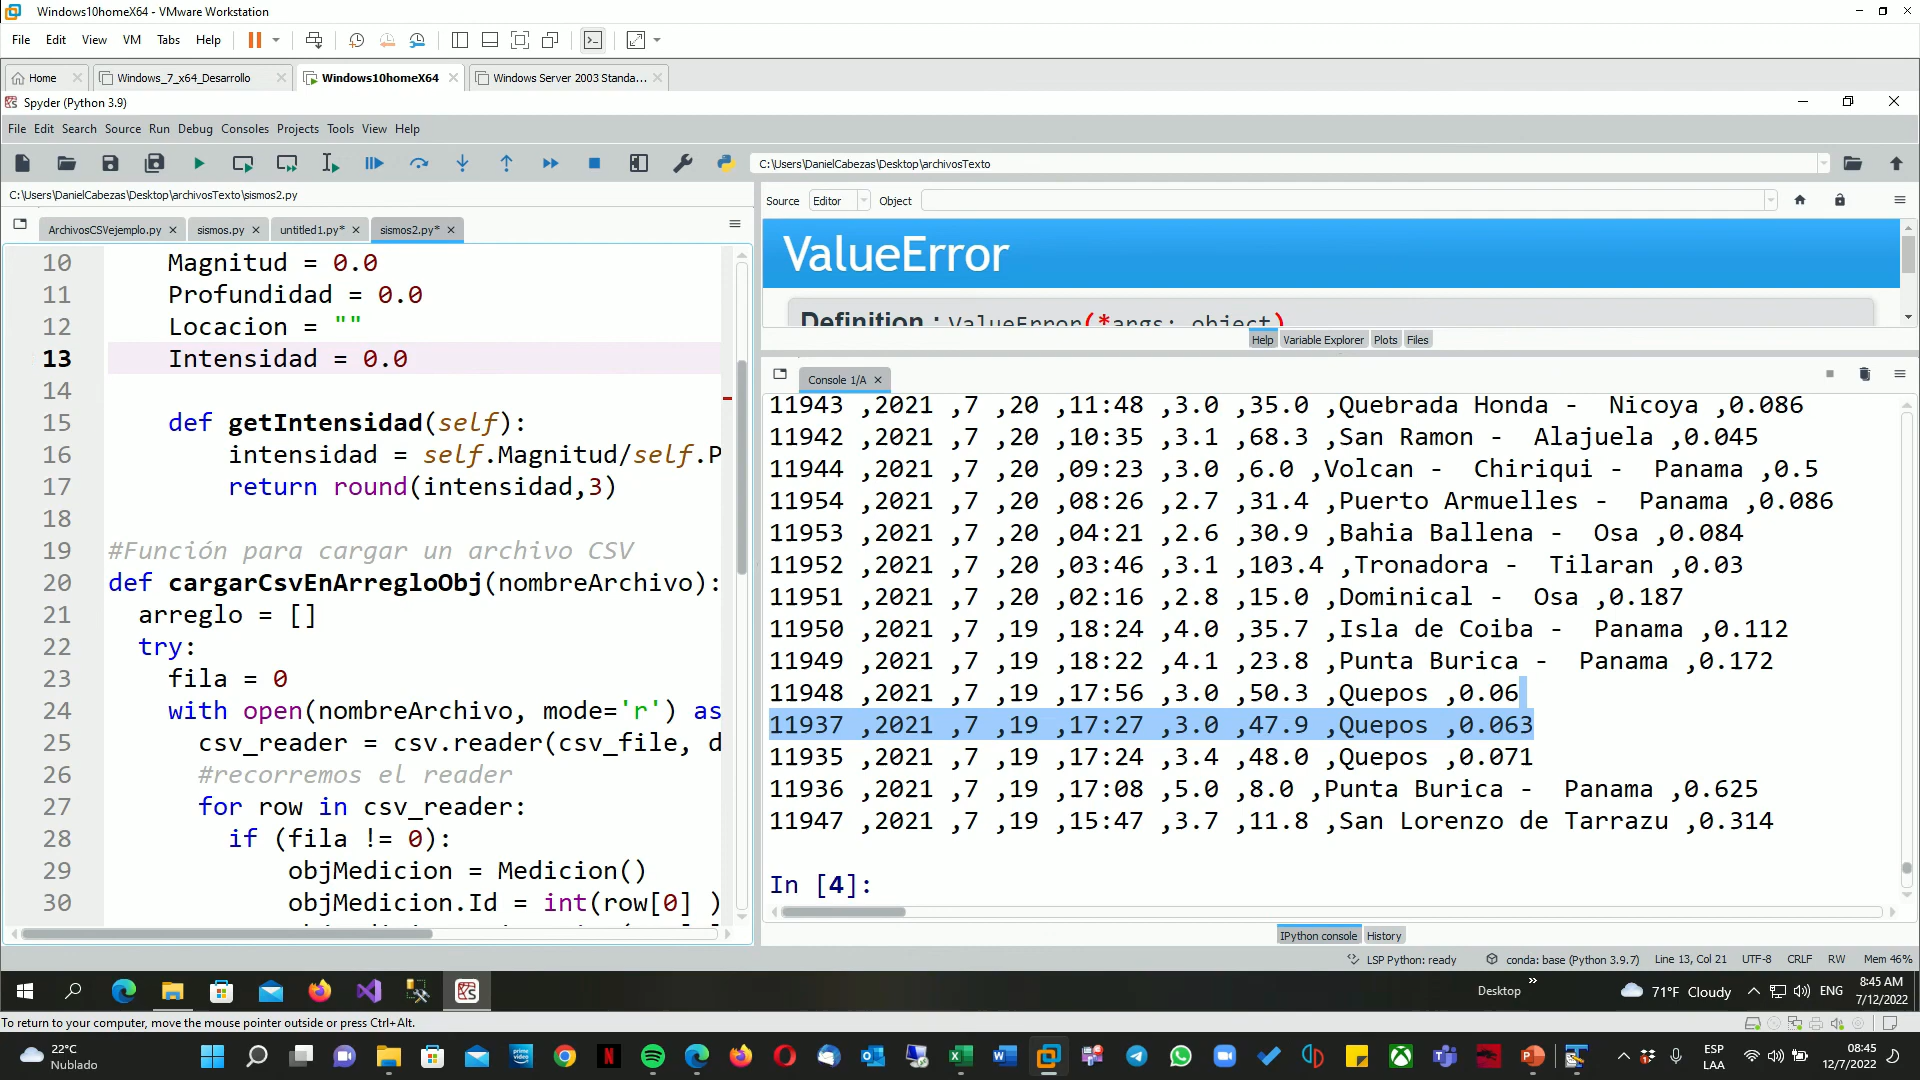 Windows10homeX64 - VMware Workstation
File Edit View VM Tabs Help
Home Windows_7_x64_Desarrollo Windows10homeX64 Windows Server 2003 Standa...
Spyder (Python 3.9)
File Edit Search Source Run Debug Consoles Projects Tools View Help
C:\Users\DanielCabezas\Desktop\archivosTexto
C:\Users\DanielCabezas\Desktop\archivosTexto\sismos2.py
ArchivosCSVejemplo.py sismos.py untitled1.py* sismos2.py*
10 Magnitud = 0.0
11 Profundidad = 0.0
12 Locacion = ""
13 Intensidad = 0.0
14
15 def getIntensidad(self):
16 intensidad = self.Magnitud/self.P
17 return round(intensidad,3)
18
19 #Función para cargar un archivo CSV
20 def cargarCsvEnArregloObj(nombreArchivo):
21 arreglo = []
22 try:
23 fila = 0
24 with open(nombreArchivo, mode='r') as
25 csv_reader = csv.reader(csv_file, d
26 #recorremos el reader
27 for row in csv_reader:
28 if (fila != 0):
29 objMedicion = Medicion()
30 objMedicion.Id = int(row[0] )
Source Editor Object
ValueError
Definition : ValueError(*args: object)
Help Variable Explorer Plots Files
Console 1/A
11943 ,2021 ,7 ,20 ,11:48 ,3.0 ,35.0 ,Quebrada Honda -  Nicoya ,0.086
11942 ,2021 ,7 ,20 ,10:35 ,3.1 ,68.3 ,San Ramon -  Alajuela ,0.045
11944 ,2021 ,7 ,20 ,09:23 ,3.0 ,6.0 ,Volcan -  Chiriqui -  Panama ,0.5
11954 ,2021 ,7 ,20 ,08:26 ,2.7 ,31.4 ,Puerto Armuelles -  Panama ,0.086
11953 ,2021 ,7 ,20 ,04:21 ,2.6 ,30.9 ,Bahia Ballena -  Osa ,0.084
11952 ,2021 ,7 ,20 ,03:46 ,3.1 ,103.4 ,Tronadora -  Tilaran ,0.03
11951 ,2021 ,7 ,20 ,02:16 ,2.8 ,15.0 ,Dominical -  Osa ,0.187
11950 ,2021 ,7 ,19 ,18:24 ,4.0 ,35.7 ,Isla de Coiba -  Panama ,0.112
11949 ,2021 ,7 ,19 ,18:22 ,4.1 ,23.8 ,Punta Burica -  Panama ,0.172
11948 ,2021 ,7 ,19 ,17:56 ,3.0 ,50.3 ,Quepos ,0.06
11937 ,2021 ,7 ,19 ,17:27 ,3.0 ,47.9 ,Quepos ,0.063
11935 ,2021 ,7 ,19 ,17:24 ,3.4 ,48.0 ,Quepos ,0.071
11936 ,2021 ,7 ,19 ,17:08 ,5.0 ,8.0 ,Punta Burica -  Panama ,0.625
11947 ,2021 ,7 ,19 ,15:47 ,3.7 ,11.8 ,San Lorenzo de Tarrazu ,0.314
In [4]:
IPython console History
LSP Python: ready conda: base (Python 3.9.7) Line 13, Col 21 UTF-8 CRLF RW Mem 46%
Desktop 71°F Cloudy ENG 8:45 AM
7/12/2022
To return to your computer, move the mouse pointer outside or press Ctrl+Alt.
22°C
Nublado
ESP
LAA
08:45
12/7/2022